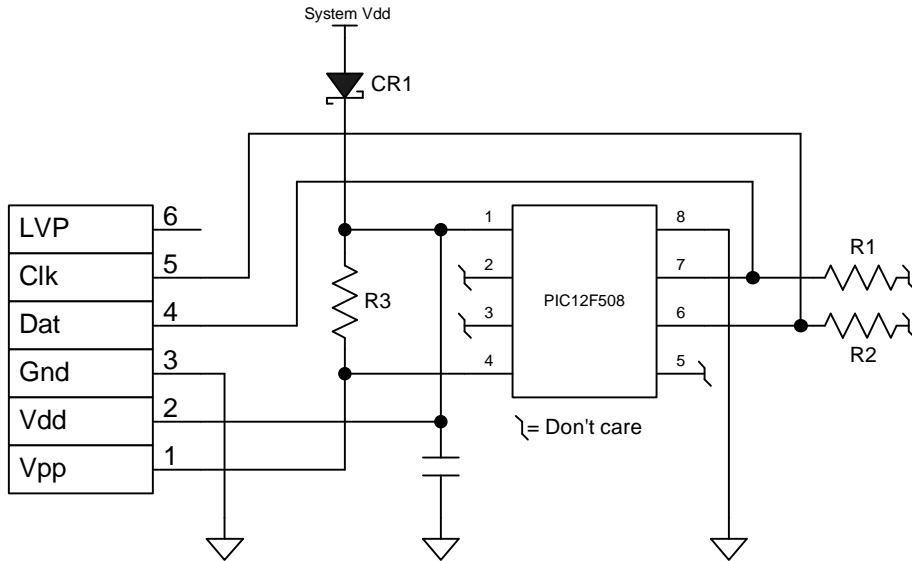 System Vdd
CR1
LVP 6
Clk 5
Dat 4
Gnd 3
Vdd 2
Vpp 1
R3
1 8
2 7
3 6
4 5
PIC12F508
R1
R2
= Don't care